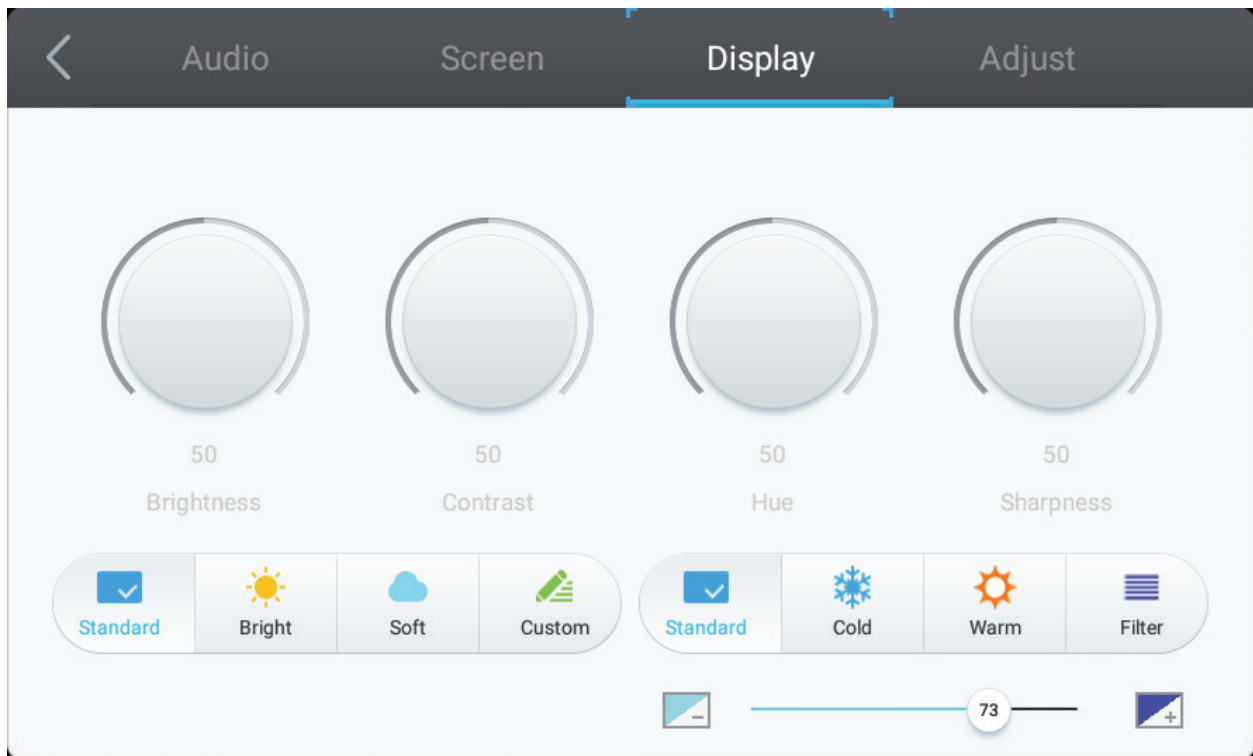 Audio Screen Display Adjust
50 50 50 50
Brightness Contrast Hue Sharpness
Standard Bright Soft Custom Standard Cold Warm Filter
73